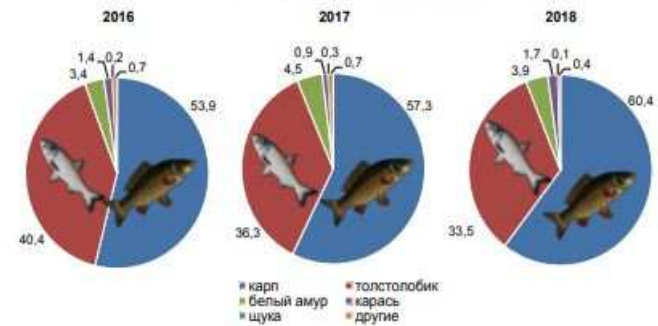 2016 2017 2018
1,4 0,2 0,7 0,9 0,3 0,7 1,7 0,1 0,4
3,4 4,5 3,9
53,9 57,3 60,4
40,4 36,3 33,5
карп толстолобик
белый амур карась
щука другие